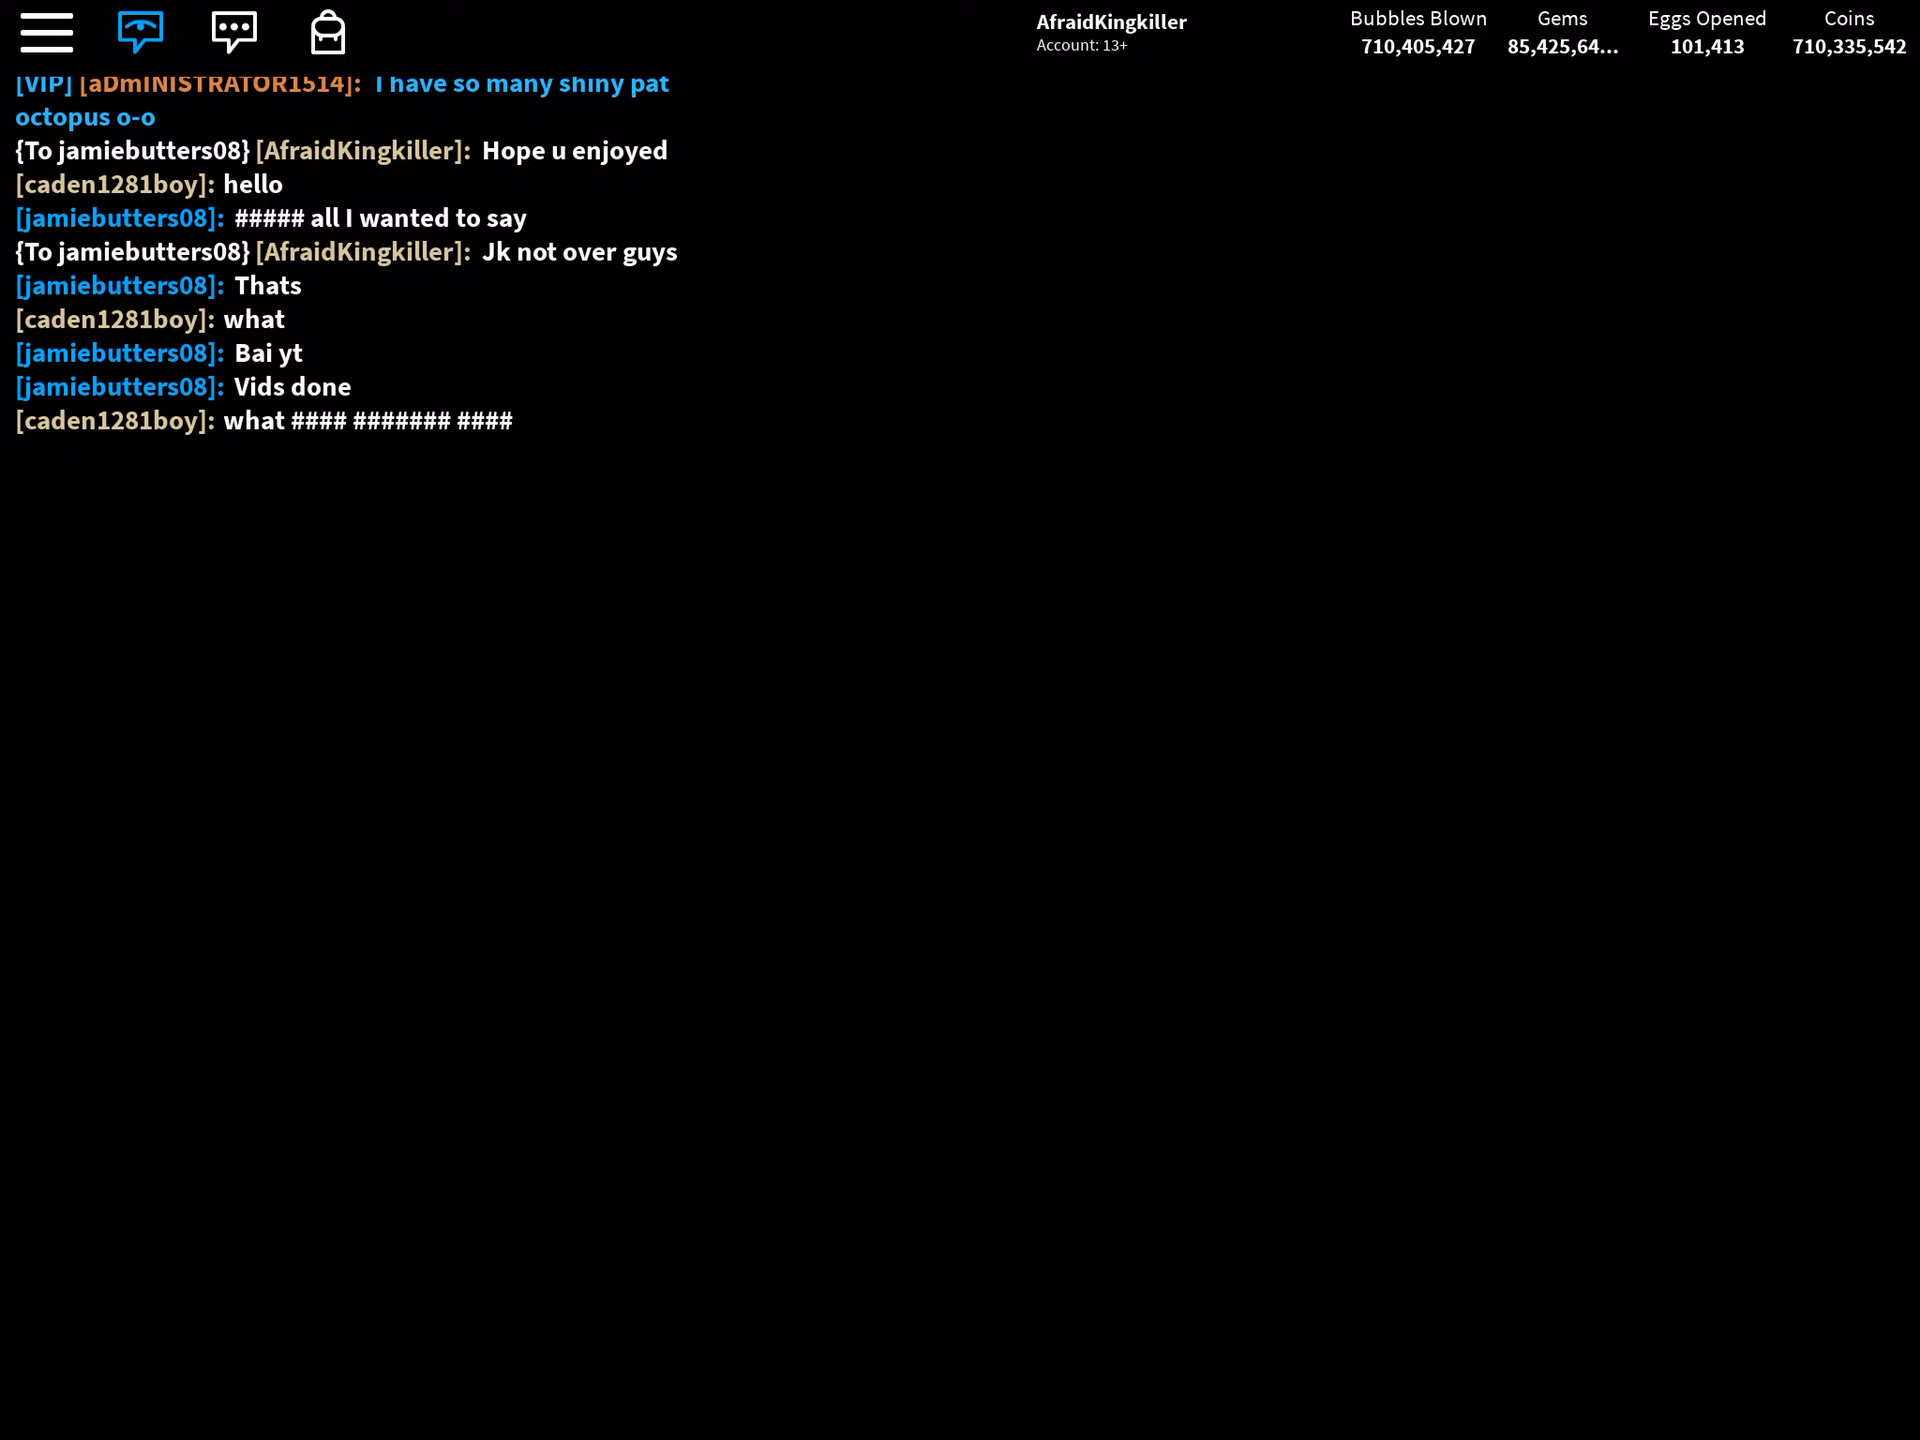 AfraidKingkiller
Account: 13+
Bubbles Blown
710,405,427
Gems
85,425,64...
Eggs Opened
101,413
Coins
710,335,542
[VIP] [aDmINISTRATOR1514]: I have so many shiny pat
octopus o-o
{To jamiebutters08} [AfraidKingkiller]: Hope u enjoyed
[caden1281boy]: hello
[jamiebutters08]: ##### all I wanted to say
{To jamiebutters08} [AfraidKingkiller]: Jk not over guys
[jamiebutters08]: Thats
[caden1281boy]: what
[jamiebutters08]: Bai yt
[jamiebutters08]: Vids done
[caden1281boy]: what #### ####### ####